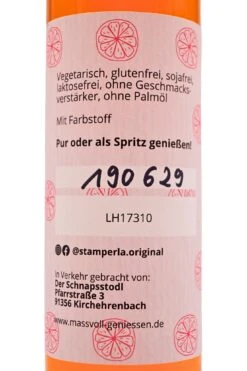 Vegetarisch, glutenfrei, sojafrei,
laktosefrei, ohne Geschmacks-
verstärker, ohne Palmöl
Mit Farbstoff
Pur oder als Spritz genießen!
190629
LH17310
@stamperla.original
In Verkehr gebracht von:
Der Schnapsstodl
Pfarrstraße 3
91356 Kirchehrenbach
www.massvoll-geniessen.de